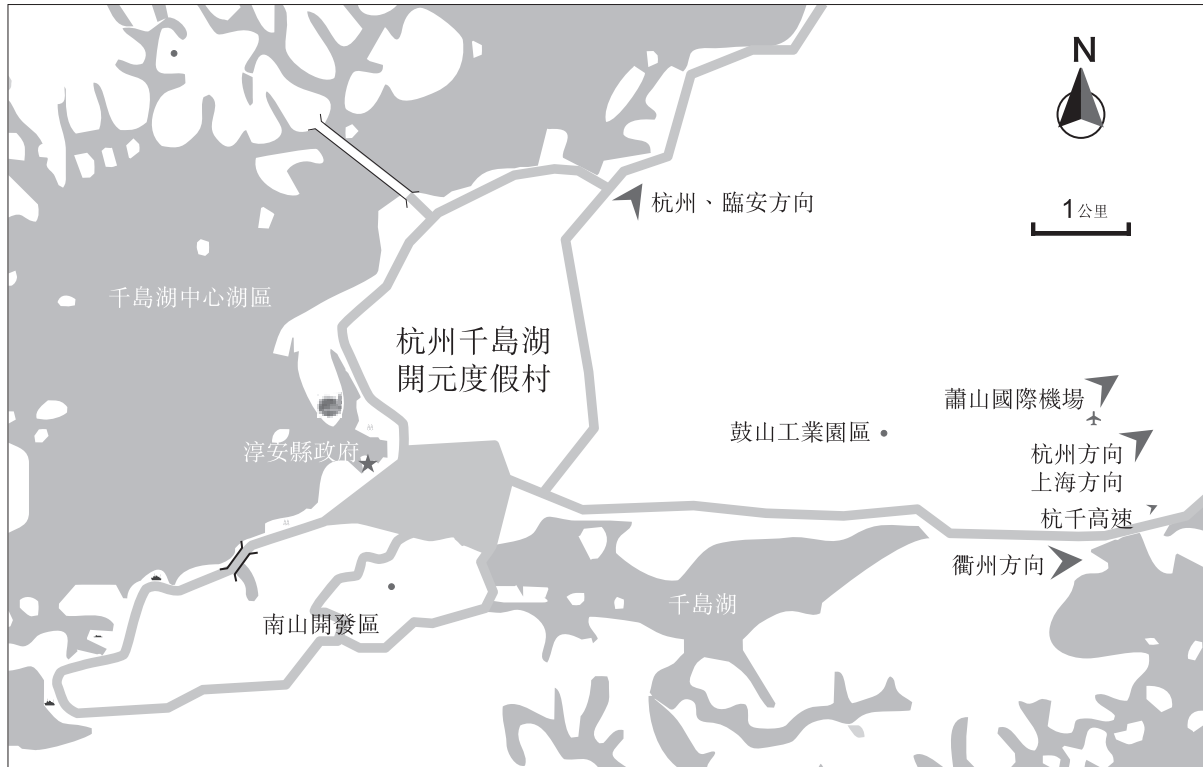 N
1公里
杭州、臨安方向
千島湖中心湖區
杭州千島湖
開元度假村
蕭山國際機場
鼓山工業園區
杭州方向
上海方向
淳安縣政府
杭千高速
衢州方向
千島湖
南山開發區